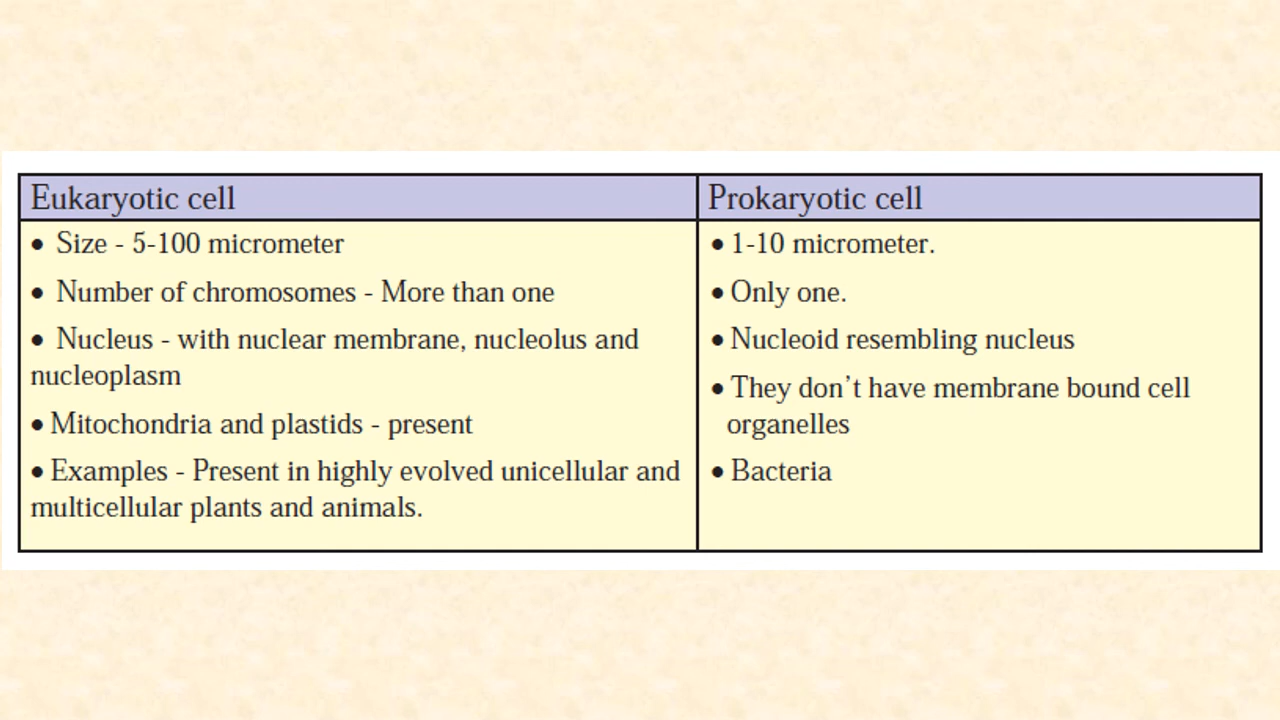 Eukaryotic cell
• Size - 5-100 micrometer
• Number of chromosomes - More than one
• Nucleus - with nuclear membrane, nucleolus and
nucleoplasm
• Mitochondria and plastids - present
• Examples - Present in highly evolved unicellular and
multicellular plants and animals.
Prokaryotic cell
• 1-10 micrometer.
• Only one.
• Nucleoid resembling nucleus
• They don’t have membrane bound cell
organelles
• Bacteria